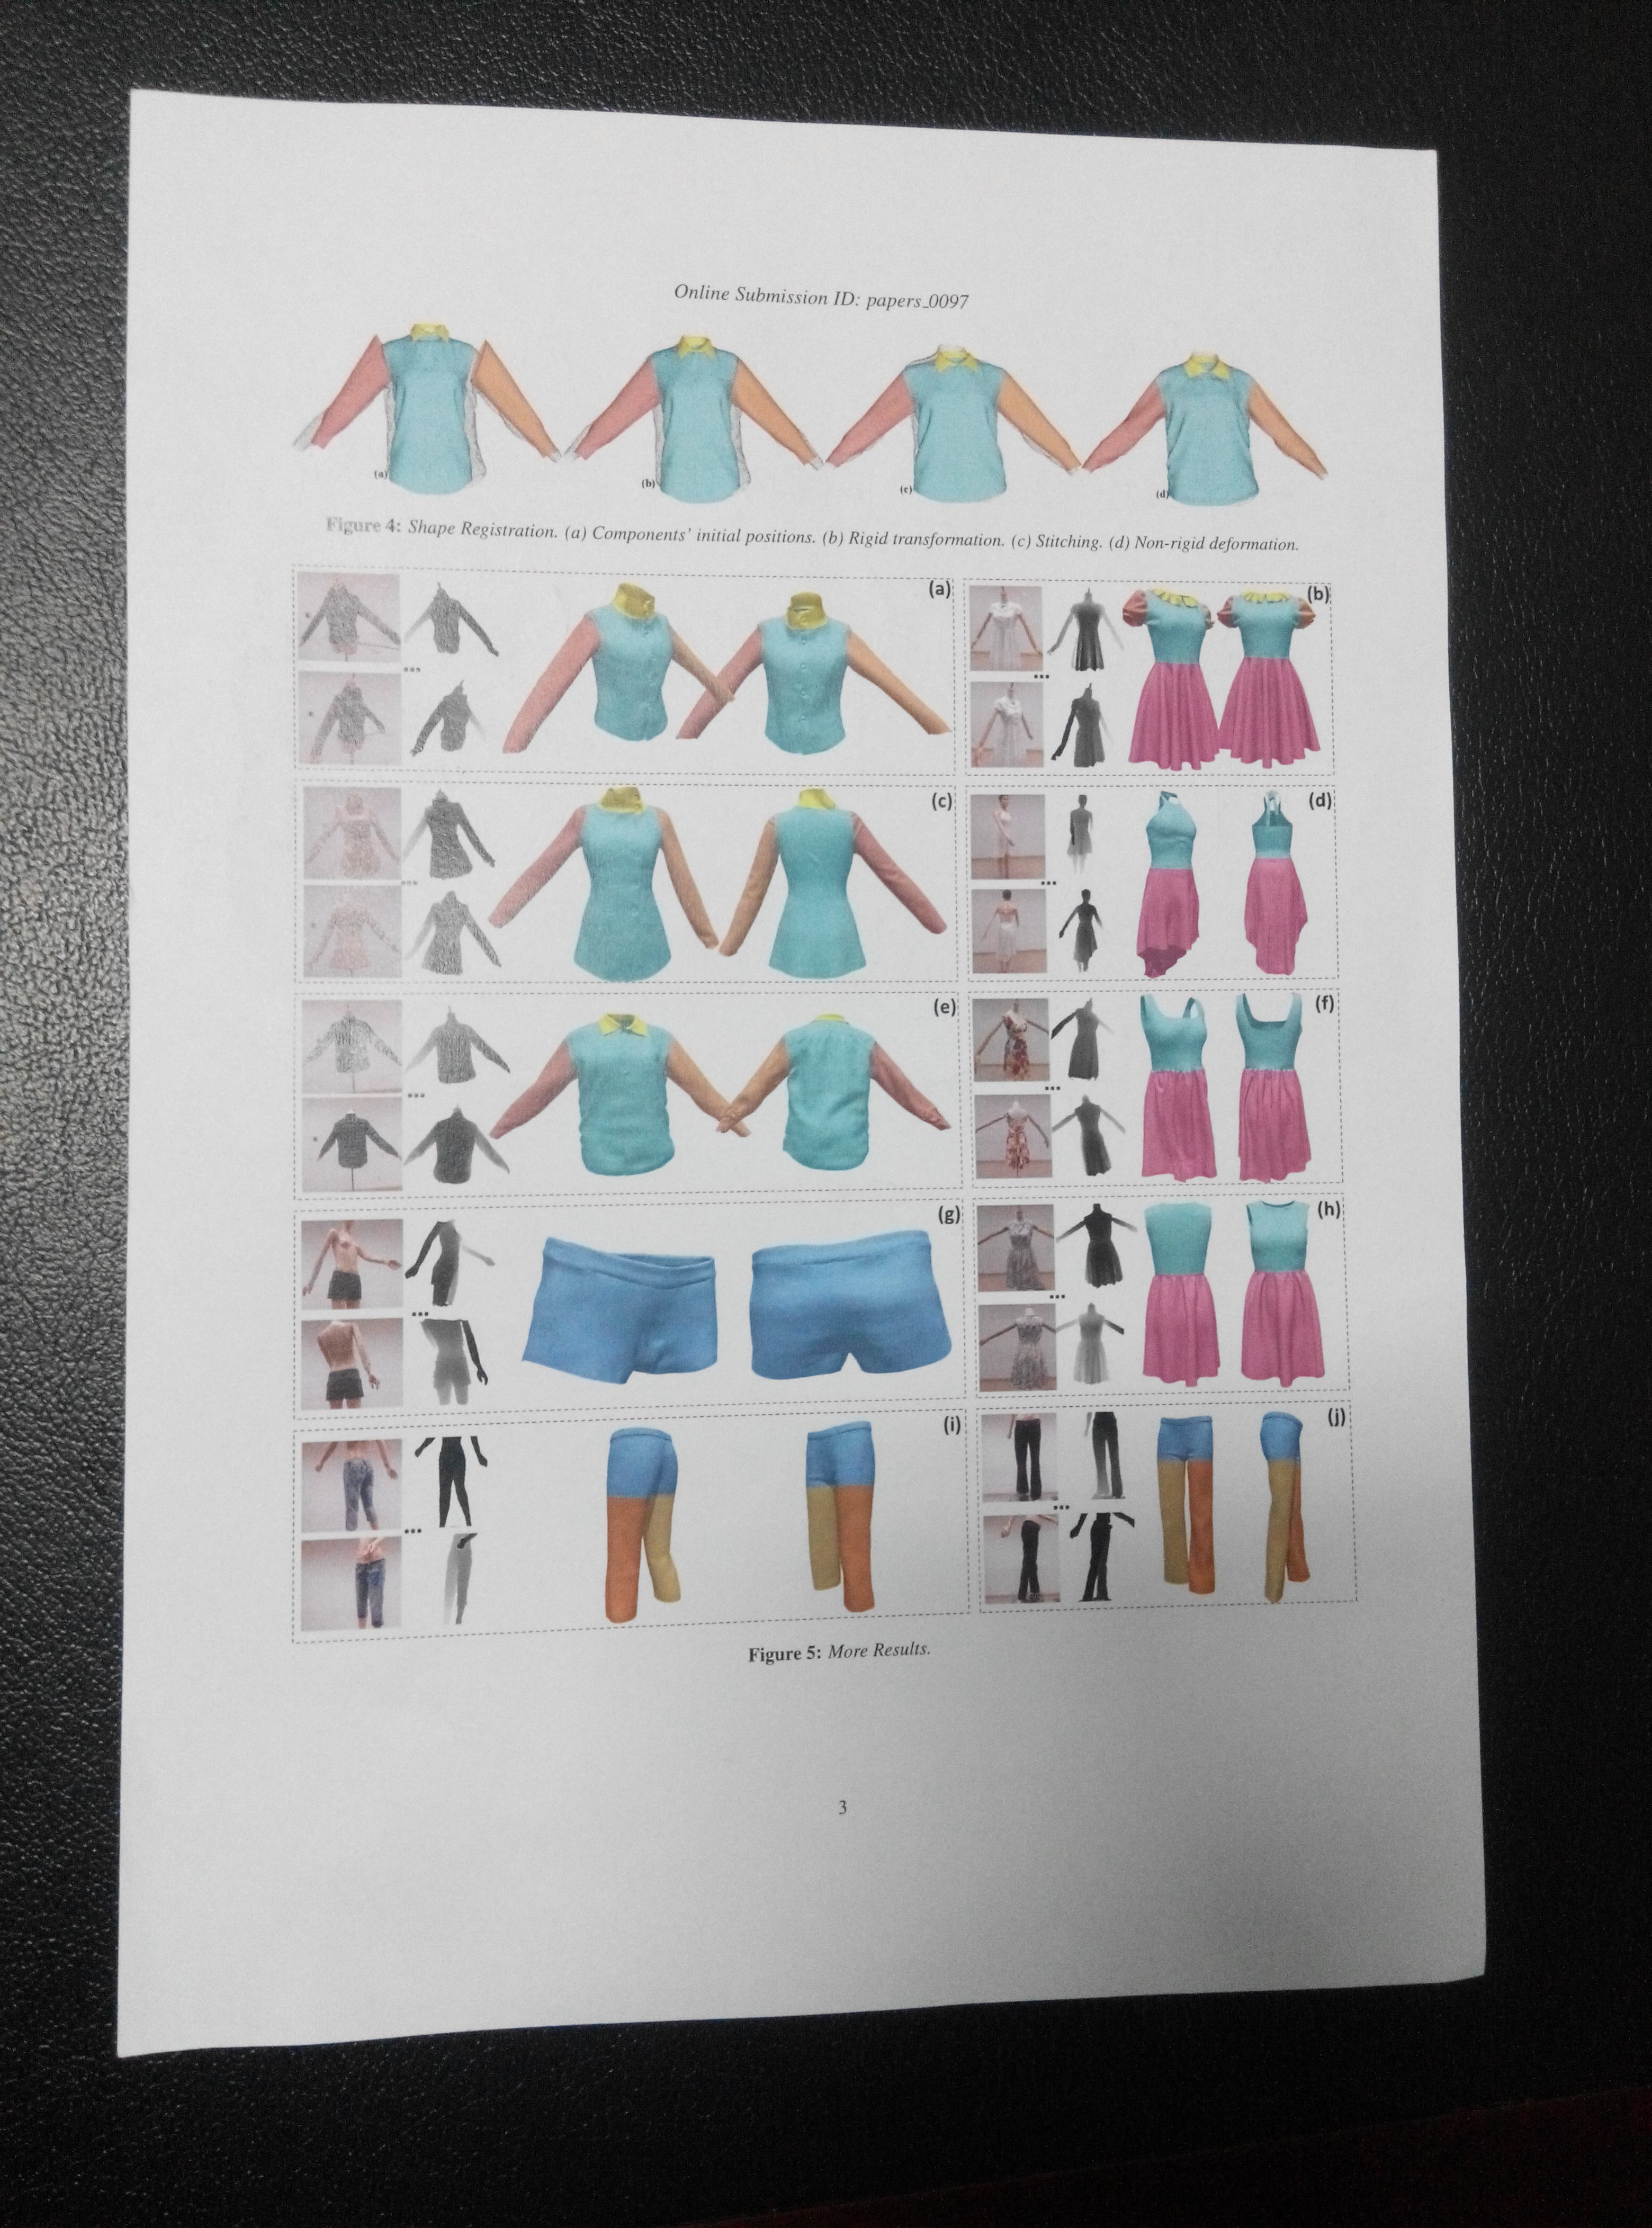 Online Submission ID: papers_0097
(a) (b) (c) (d)
Figure 4: Shape Registration. (a) Components' initial positions. (b) Rigid transformation. (c) Stitching. (d) Non-rigid deformation.
(a) (b)
(c) (d)
(e) (f)
(g) (h)
(i) (j)
Figure 5: More Results.
3